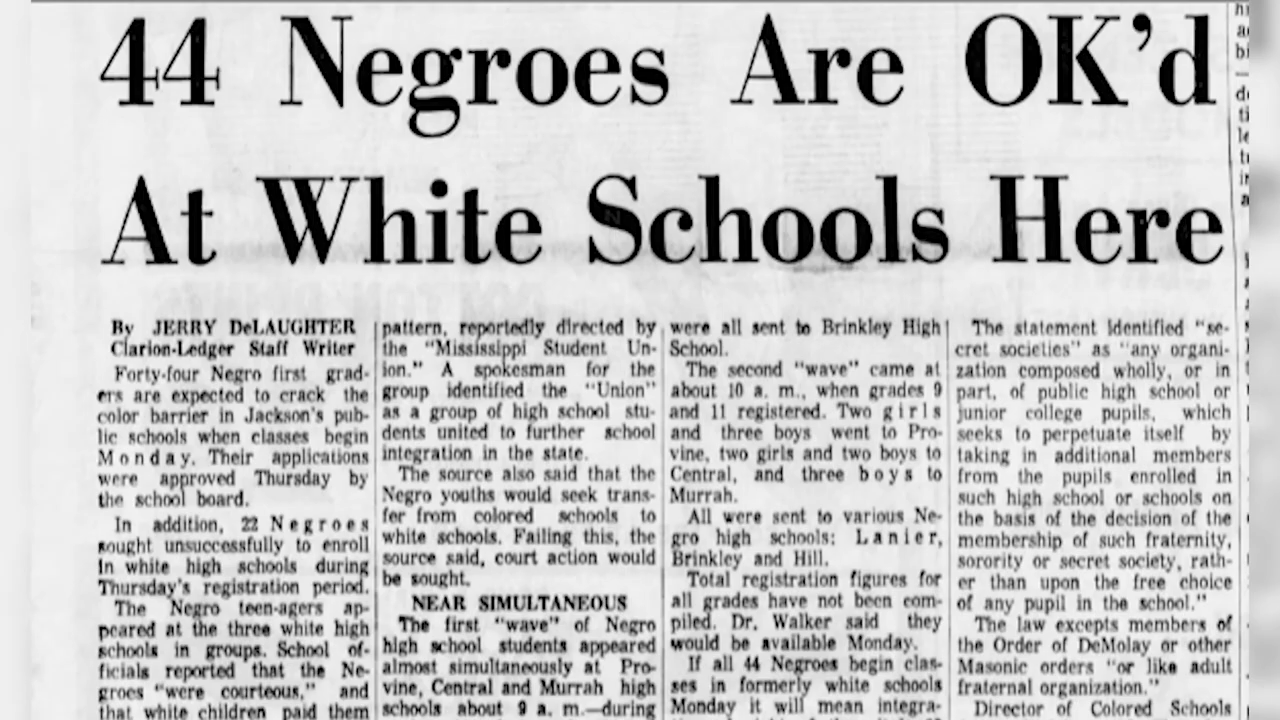 44 Negroes Are OK'd
At White Schools Here
By JERRY DeLAUGHTER
Clarion-Ledger Staff Writer
Forty-four Negro first grad-
ers are expected to crack the
color barrier in Jackson's pub-
lic schools when classes begin
Monday. Their applications
were approved Thursday by
the school board.
In addition, 22 Negroes
sought unsuccessfully to enroll
in white high schools during
Thursday's registration period.
The Negro teen-agers ap-
peared at the three white high
schools in groups. School of-
ficials reported that the Ne-
groes "were courteous," and
that white children paid them
pattern, reportedly directed by
the "Mississippi Student Un-
ion." A spokesman for the
group identified the "Union"
as a group of high school stu-
dents united to further school
integration in the state.
The source also said that the
Negro youths would seek trans-
fer from colored schools to
white schools. Failing this, the
source said, court action would
be sought.
NEAR SIMULTANEOUS
The first "wave" of Negro
high school students appeared
almost simultaneously at Pro-
vine, Central and Murrah high
schools about 9 a. m.—during
were all sent to Brinkley High
School.
The second "wave" came at
about 10 a. m., when grades 9
and 11 registered. Two girls
and three boys went to Pro-
vine, two girls and two boys to
Central, and three boys to
Murrah.
All were sent to various Ne-
gro high schools: Lanier,
Brinkley and Hill.
Total registration figures for
all grades have not been com-
piled. Dr. Walker said they
would be available Monday.
If all 44 Negroes begin clas-
ses in formerly white schools
Monday it will mean integra-
The statement identified "se-
cret societies" as "any organi-
zation composed wholly, or in
part, of public high school or
junior college pupils, which
seeks to perpetuate itself by
taking in additional members
from the pupils enrolled in
such high school or schools on
the basis of the decision of the
membership of such fraternity,
sorority or secret society, rath-
er than upon the free choice
of any pupil in the school."
The law excepts members of
the Order of DeMolay or other
Masonic orders "or like adult
fraternal organization."
Director of Colored Schools